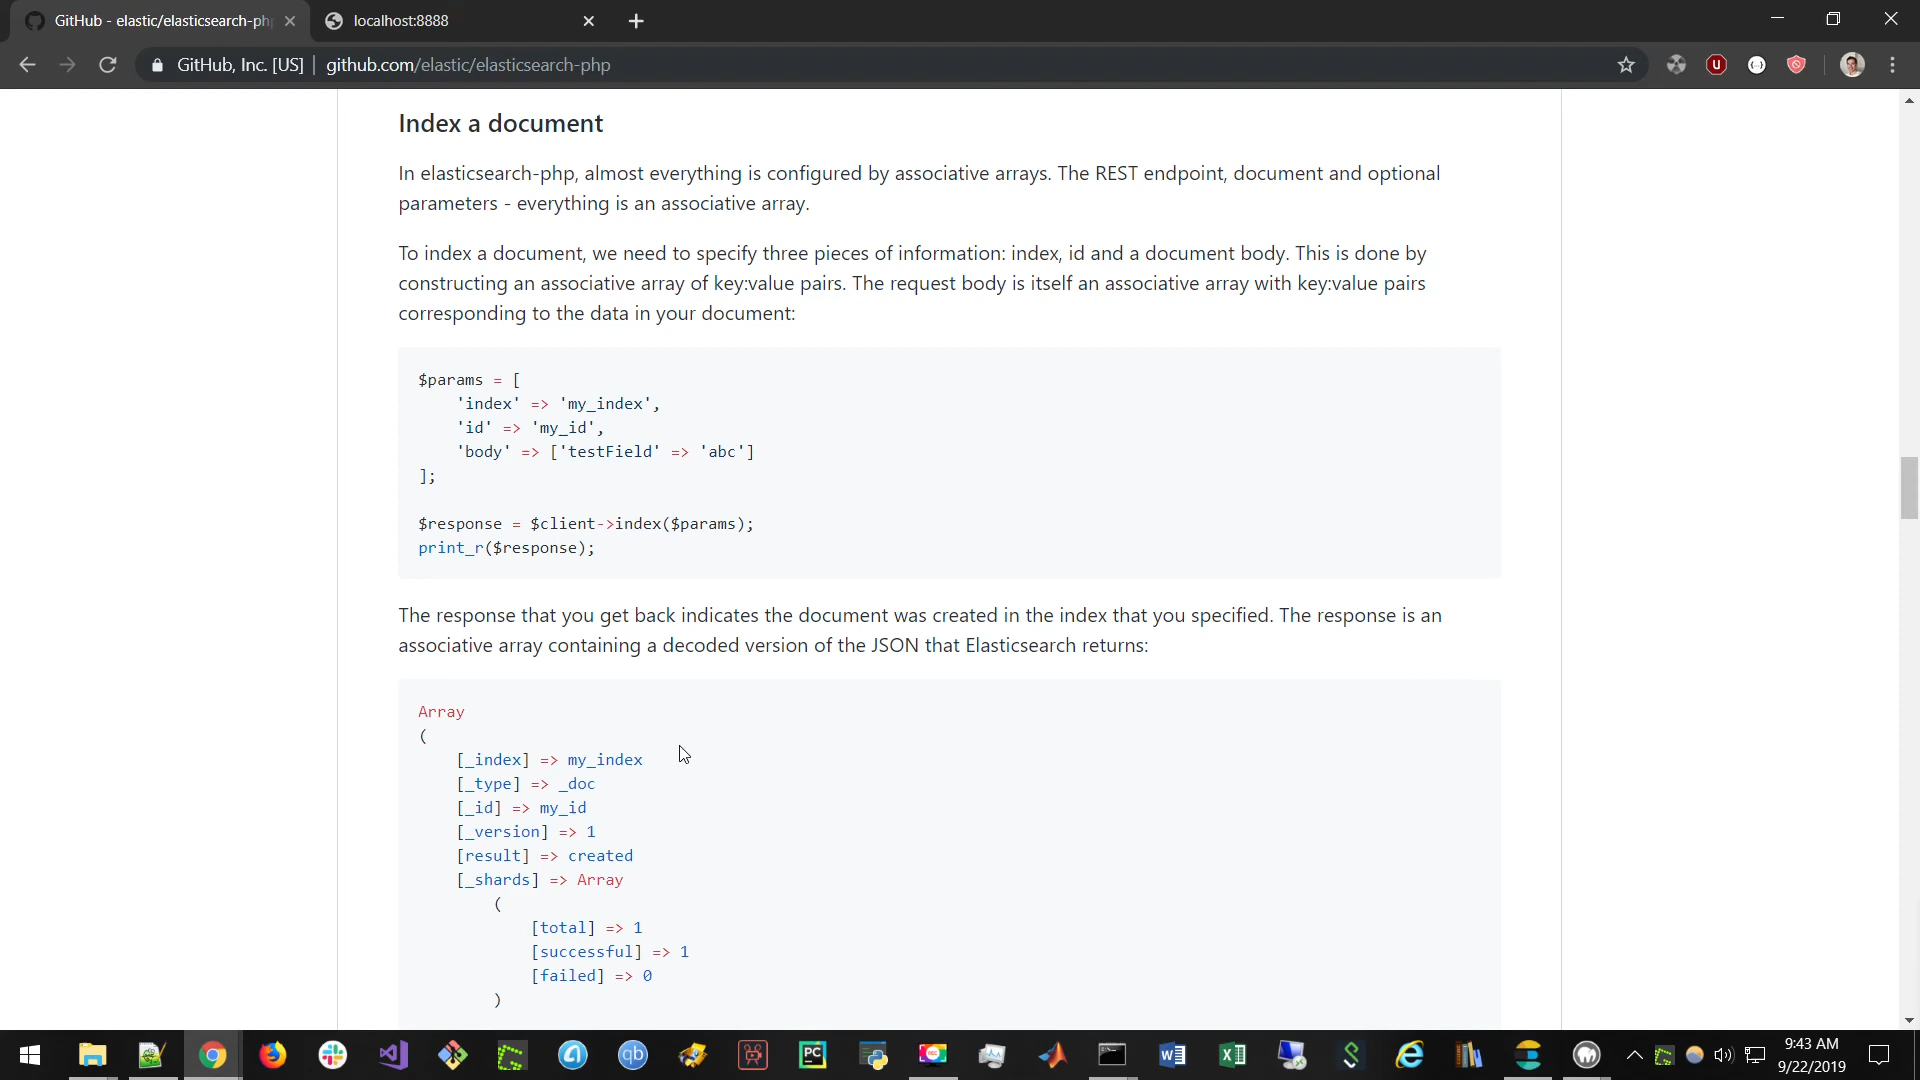 GitHub - elastic/elasticsearch-ph
localhost:8888
GitHub, Inc. [US] | github.com/elastic/elasticsearch-php
Index a document
In elasticsearch-php, almost everything is configured by associative arrays. The REST endpoint, document and optional
parameters - everything is an associative array.
To index a document, we need to specify three pieces of information: index, id and a document body. This is done by
constructing an associative array of key:value pairs. The request body is itself an associative array with key:value pairs
corresponding to the data in your document:
$params = [
    'index' => 'my_index',
    'id' => 'my_id',
    'body' => ['testField' => 'abc']
];
$response = $client->index($params);
print_r($response);
The response that you get back indicates the document was created in the index that you specified. The response is an
associative array containing a decoded version of the JSON that Elasticsearch returns:
Array
(
    [_index] => my_index
    [_type] => _doc
    [_id] => my_id
    [_version] => 1
    [result] => created
    [_shards] => Array
        (
            [total] => 1
            [successful] => 1
            [failed] => 0
        )
qb
PC
9:43 AM
9/22/2019